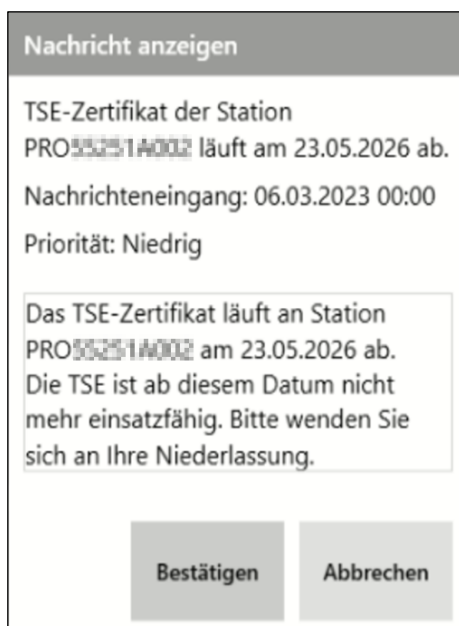 Nachricht anzeigen
TSE-Zertifikat der Station
läuft am 23.05.2026 ab.
Nachrichteneingang: 06.03.2023 00:00
Priorität: Niedrig
Das TSE-Zertifikat läuft an Station
am 23.05.2026 ab.
Die TSE ist ab diesem Datum nicht
mehr einsatzfähig. Bitte wenden Sie
sich an Ihre Niederlassung.
Bestätigen
Abbrechen